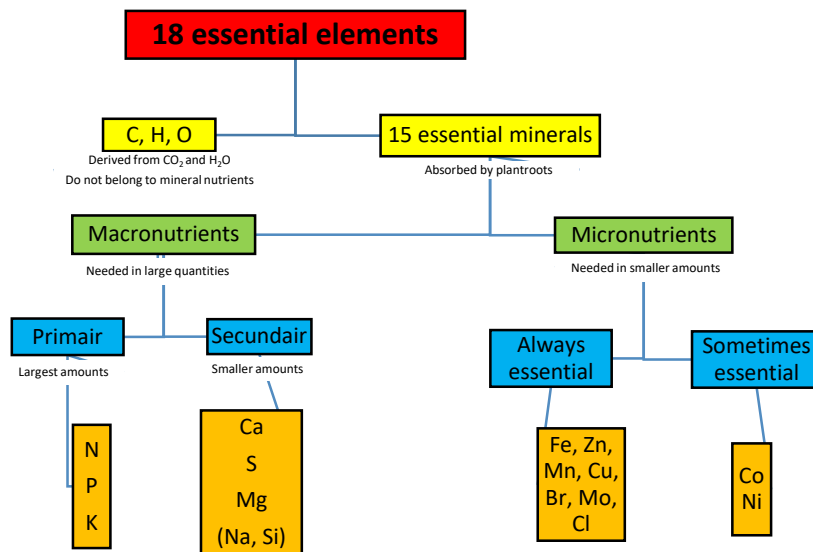 18 essential elements
C, H, O
Derived from CO₂ and H₂O
Do not belong to mineral nutrients
15 essential minerals
Absorbed by plantroots
Macronutrients
Needed in large quantities
Micronutrients
Needed in smaller amounts
Primair
Largest amounts
Secundair
Smaller amounts
Always
essential
Sometimes
essential
N
P
K
Ca
S
Mg
(Na, Si)
Fe, Zn,
Mn, Cu,
Br, Mo,
Cl
Co
Ni